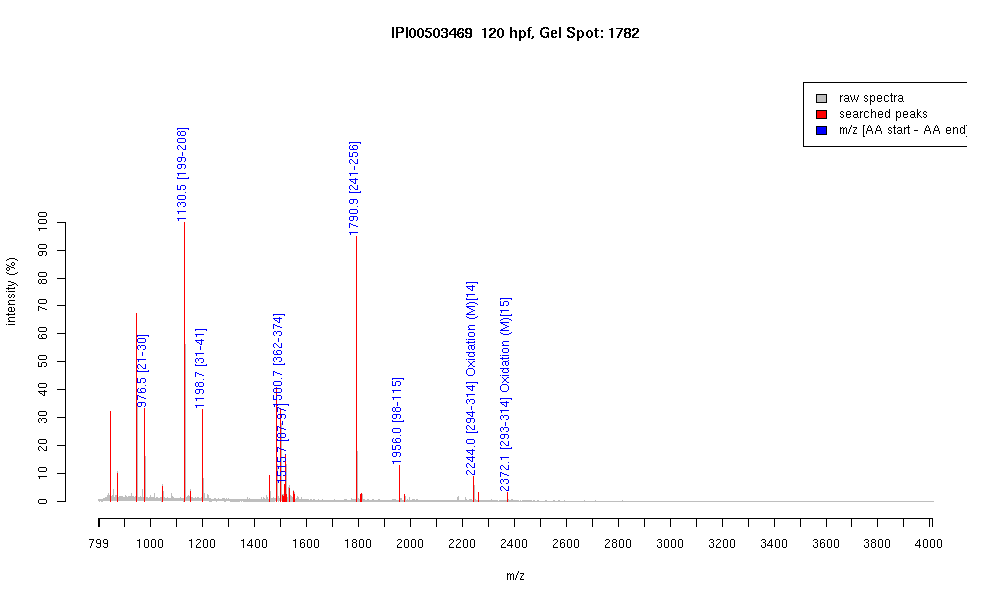 IPI00503469 120 hpf, Gel Spot: 1782
raw spectra
searched peaks
m/z [AA start - AA end]
intensity (%)
0 10 20 30 40 50 60 70 80 90 100
976.5 [21-30]
1130.5 [199-208]
1198.7 [31-41]
1500.7 [362-374]
1515.7 [87-97]
1790.9 [241-256]
1956.0 [98-115]
2244.0 [294-314] Oxidation (M)[14]
2372.1 [293-314] Oxidation (M)[15]
799 1000 1200 1400 1600 1800 2000 2200 2400 2600 2800 3000 3200 3400 3600 3800 4000
m/z